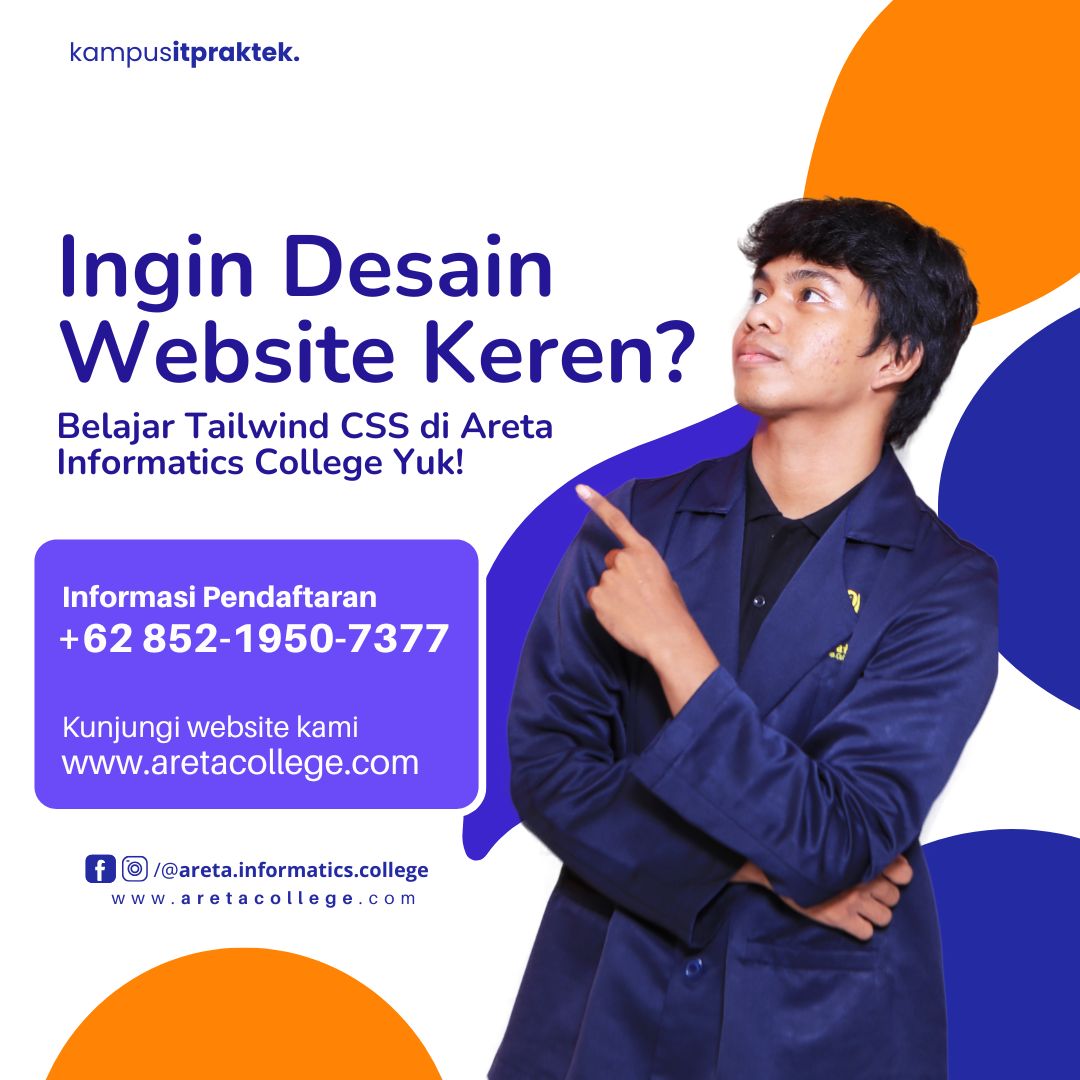 kampusitpraktek.
Ingin Desain
Website Keren?
Belajar Tailwind CSS di Areta
Informatics College Yuk!
Informasi Pendaftaran
+62 852-1950-7377
Kunjungi website kami
www.aretacollege.com
/@areta.informatics.college
www.aretacollege.com